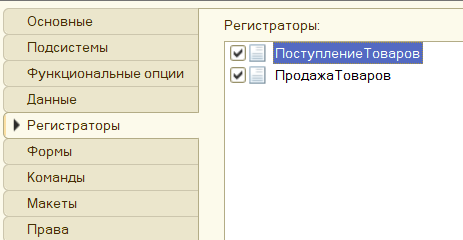 Основные
Подсистемы
Функциональные опции
Данные
Регистраторы
Формы
Команды
Макеты
Права
Регистраторы:
ПоступлениеТоваров
ПродажаТоваров